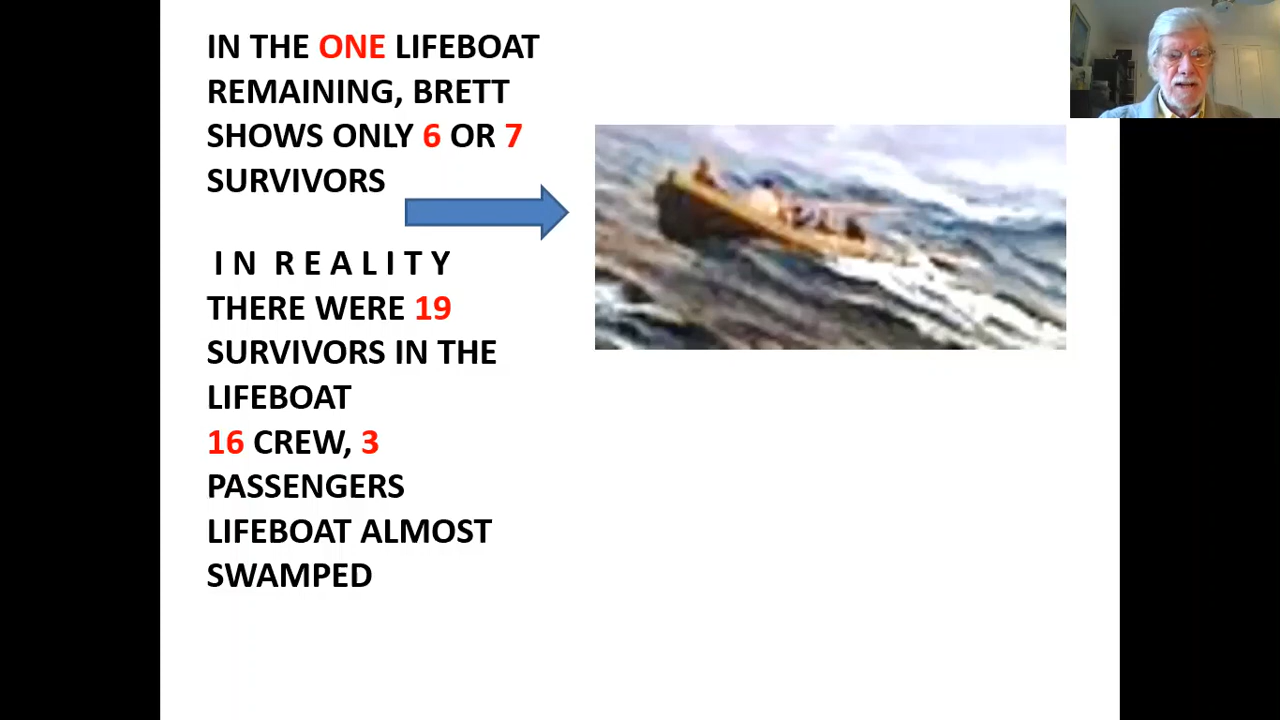 IN THE ONE LIFEBOAT
REMAINING, BRETT
SHOWS ONLY 6 OR 7
SURVIVORS
I N R E A L I T Y
THERE WERE 19
SURVIVORS IN THE
LIFEBOAT
16 CREW, 3
PASSENGERS
LIFEBOAT ALMOST
SWAMPED